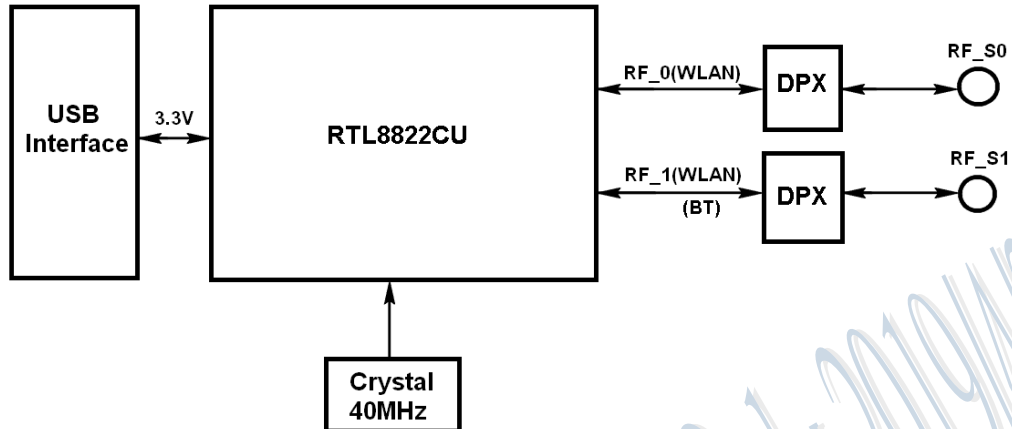 USB
Interface
3.3V
RTL8822CU
RF_0(WLAN)
DPX
RF_S0
RF_1(WLAN)
(BT)
DPX
RF_S1
Crystal
40MHz